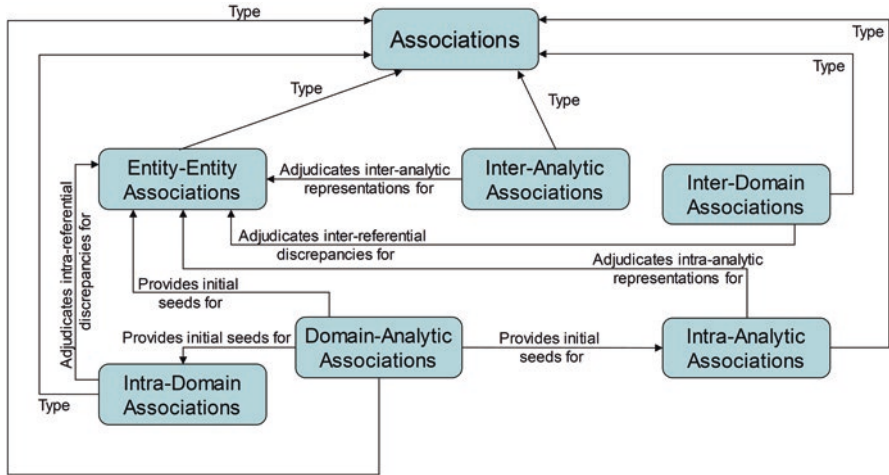 Type
Associations
Type
Type
Type
Type
Entity-Entity
Associations
Adjudicates inter-analytic
representations for
Inter-Analytic
Associations
Inter-Domain
Associations
Adjudicates intra-referential
discrepancies for
Adjudicates inter-referential
discrepancies for
Adjudicates intra-analytic
representations for
Provides initial
seeds for
Provides initial seeds for
Domain-Analytic
Associations
Provides initial
seeds for
Intra-Analytic
Associations
Intra-Domain
Associations
Type